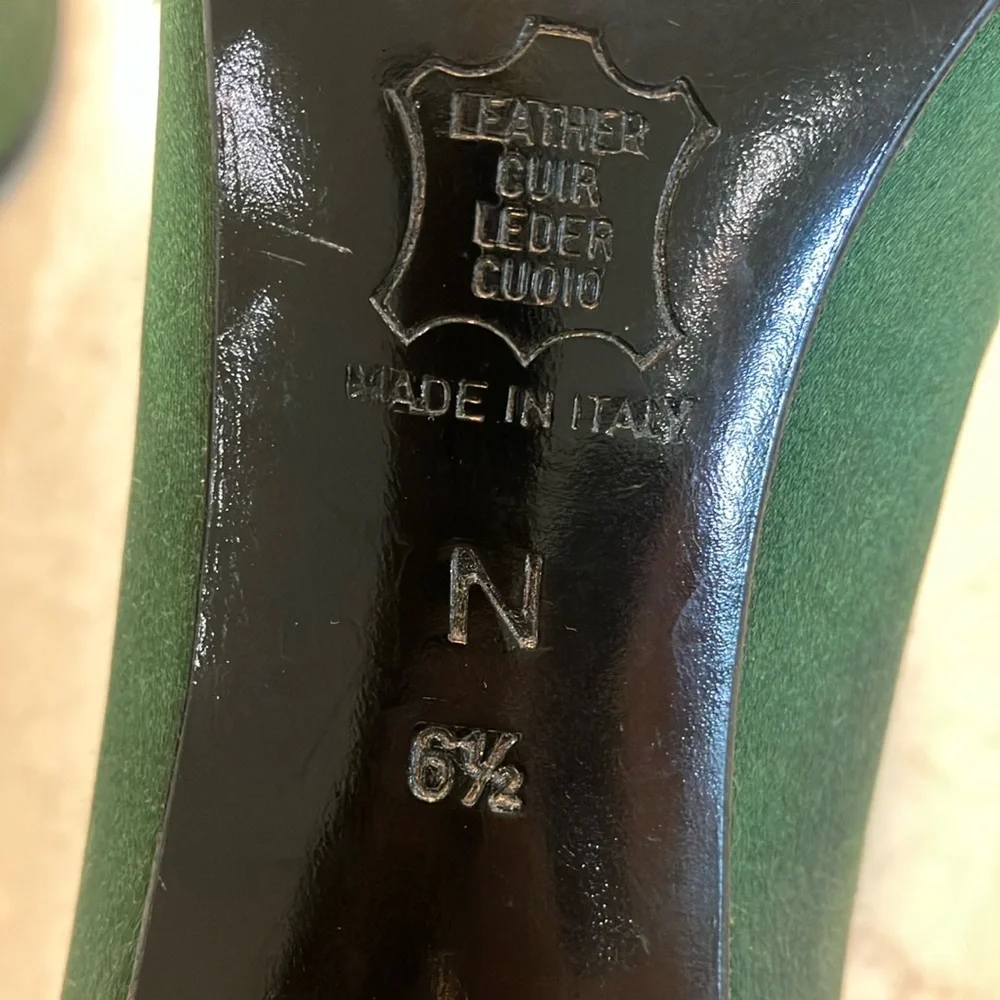 LEATHER
CUIR
LEDER
CUOIO
MADE IN ITALY
N
6½